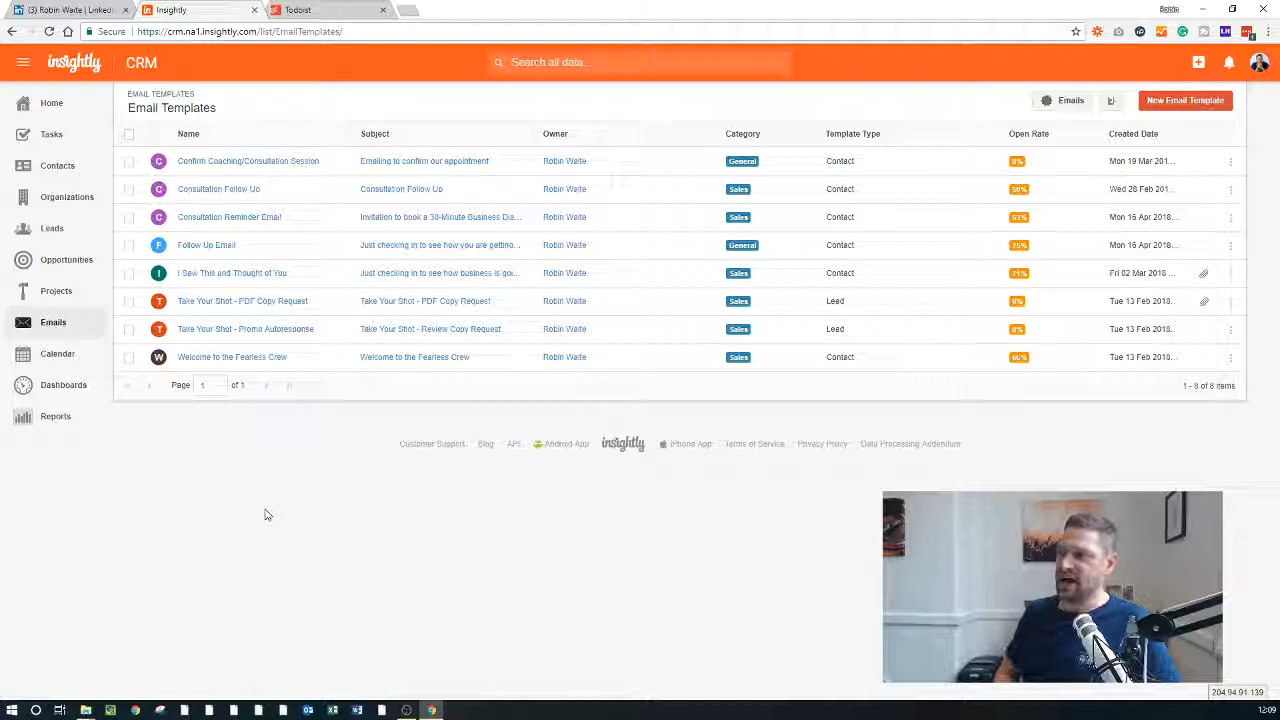 (3) Robin Waite | LinkedI
Insightly
Todoist
Robin
Secure
https://crm.na1.insightly.com/list/EmailTemplates/
insightly CRM
Search all data...
Home
Tasks
Contacts
Organizations
Leads
Opportunities
Projects
Emails
Calendar
Dashboards
Reports
EMAIL TEMPLATES
Email Templates
Emails
New Email Template
Name Subject Owner Category Template Type Open Rate Created Date
C Confirm Coaching/Consultation Session Emailing to confirm our appointment Robin Waite General Contact 0% Mon 19 Mar 201...
C Consultation Follow Up Consultation Follow Up Robin Waite Sales Contact 50% Wed 28 Feb 201...
C Consultation Reminder Email Invitation to book a 30-Minute Business Dia... Robin Waite Sales Contact 53% Mon 16 Apr 2018...
F Follow Up Email Just checking in to see how you are getting... Robin Waite General Contact 75% Mon 16 Apr 2018...
I I Saw This and Thought of You Just checking in to see how business is goi... Robin Waite Sales Contact 71% Fri 02 Mar 2018 ...
T Take Your Shot - PDF Copy Request Take Your Shot - PDF Copy Request Robin Waite Sales Lead 0% Tue 13 Feb 2018...
T Take Your Shot - Promo Autoresponse Take Your Shot - Review Copy Request Robin Waite Sales Lead 0% Tue 13 Feb 2018...
W Welcome to the Fearless Crew Welcome to the Fearless Crew Robin Waite Sales Contact 66% Tue 13 Feb 2018...
Page 1 of 1
1 - 8 of 8 items
Customer Support Blog API Android App insightly iPhone App Terms of Service Privacy Policy Data Processing Addendum
204.94.91.139
12:09